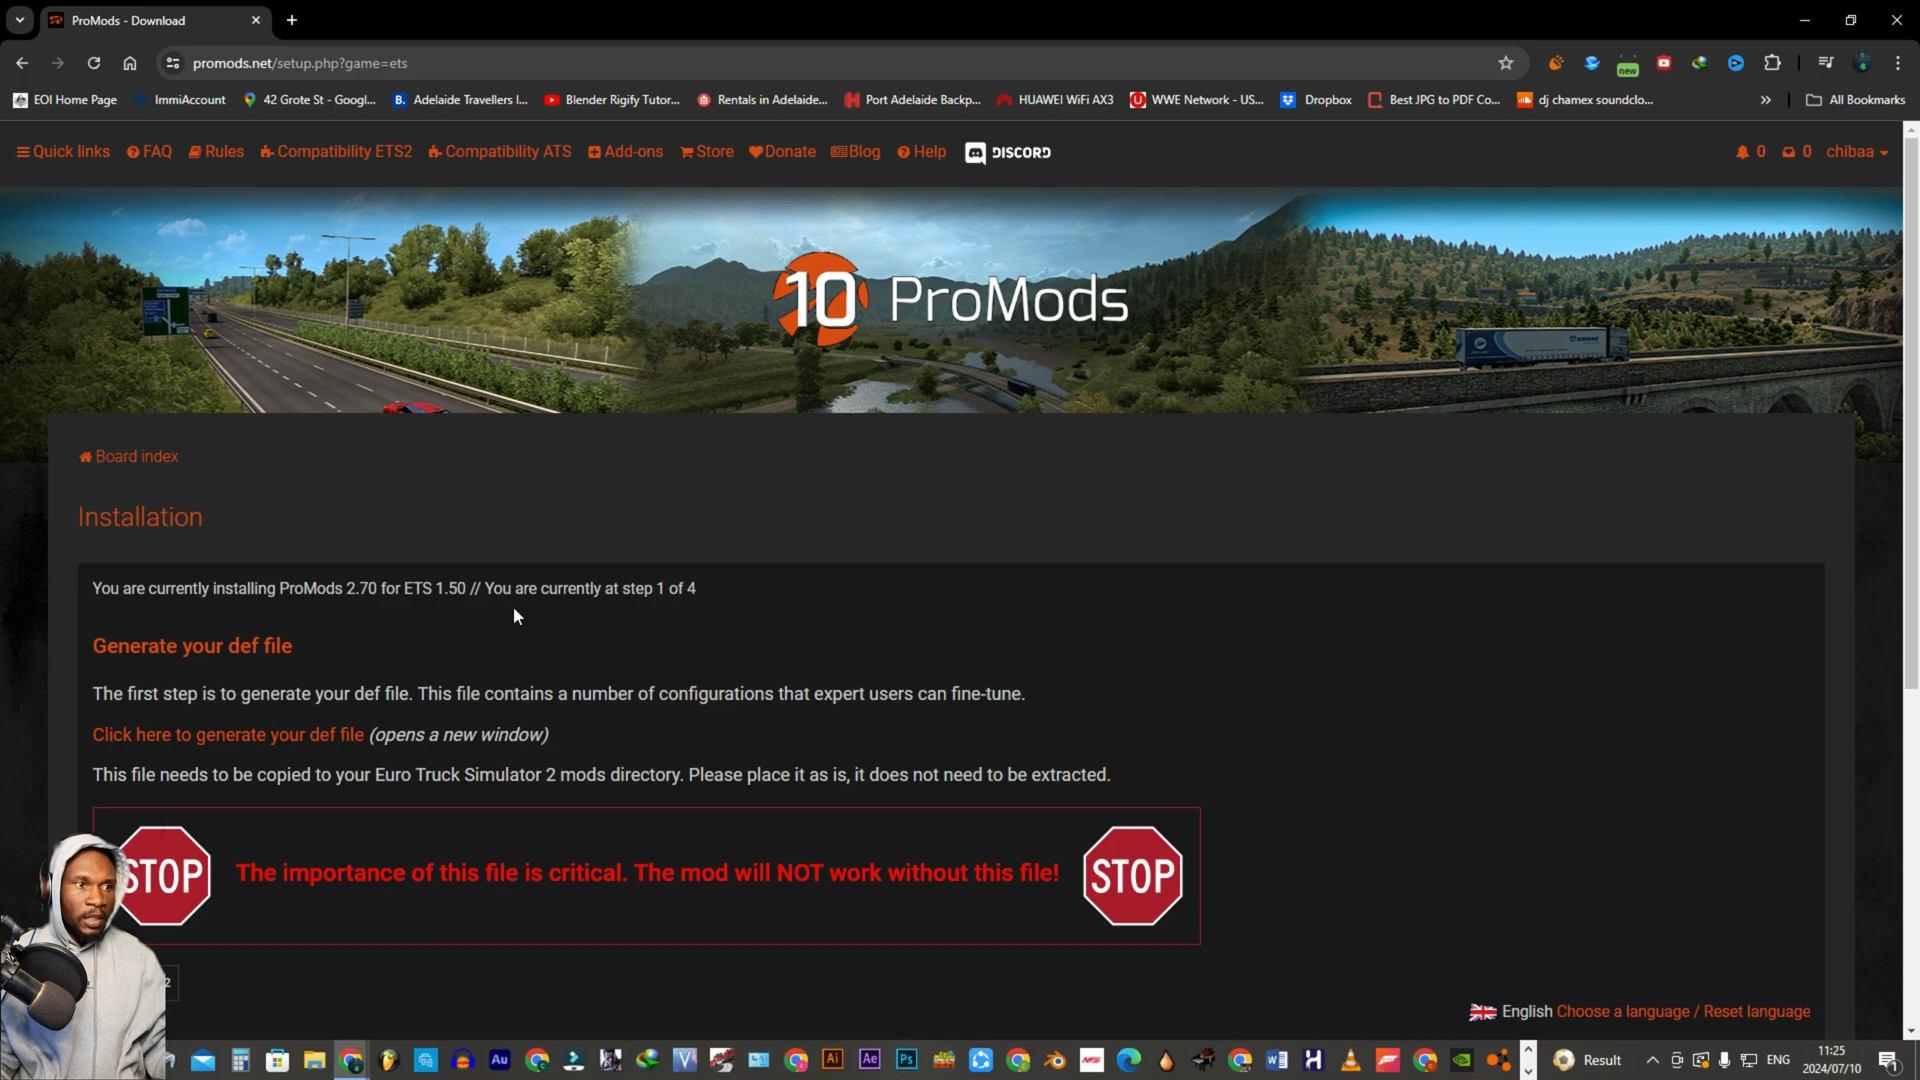 ProMods - Download
promods.net/setup.php?game=ets
new
EOI Home Page
ImmiAccount
42 Grote St - Googl...
Adelaide Travellers I...
Blender Rigify Tutor...
Rentals in Adelaide...
Port Adelaide Backp...
HUAWEI WiFi AX3
WWE Network - US...
Dropbox
Best JPG to PDF Co...
dj chamex soundclo...
All Bookmarks
Quick links
FAQ
Rules
Compatibility ETS2
Compatibility ATS
Add-ons
Store
Donate
Blog
Help
DISCORD
0
0
chibaa
10 ProMods
Board index
Installation
You are currently installing ProMods 2.70 for ETS 1.50 // You are currently at step 1 of 4
Generate your def file
The first step is to generate your def file. This file contains a number of configurations that expert users can fine-tune.
Click here to generate your def file (opens a new window)
This file needs to be copied to your Euro Truck Simulator 2 mods directory. Please place it as is, it does not need to be extracted.
STOP
The importance of this file is critical. The mod will NOT work without this file!
STOP
2
English Choose a language / Reset language
Au
Ai
Ae
Ps
Result
ENG
11:25
2024/07/10
1